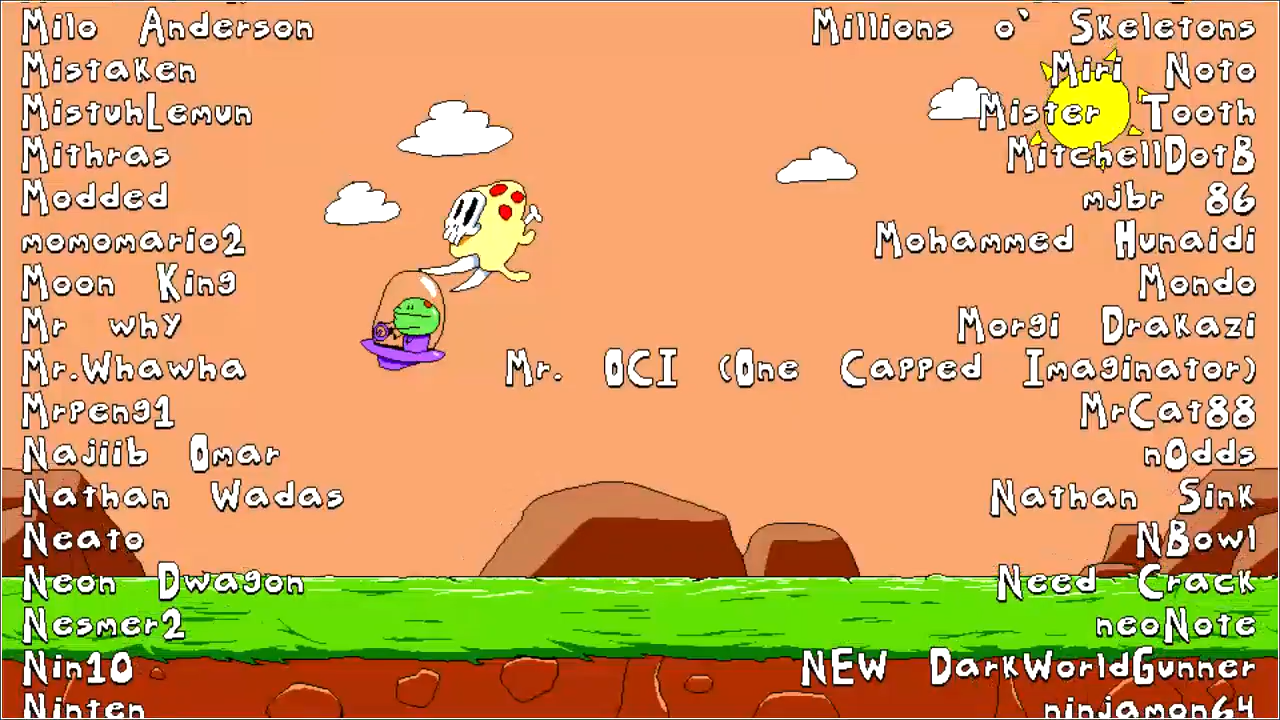 Milo Anderson Millions o' Skeletons
Mistaken Miri Noto
MistuhLemun Mister Tooth
Mithras MitchellDotB
Modded mjbr 86
momomario2 Mohammed Hunaidi
Moon King Mondo
Mr why Morgi Drakazi
Mr.Whawha Mr. OCI (One Capped Imaginator)
Mrpeng1 MrCat88
Najiib Omar n0dds
Nathan Wadas Nathan Sink
Neato NBowl
Neon Dwagon Need Crack
Nesmer2 neoNote
Nin10 NEW DarkWorldGunner
Ninten ninjamon64